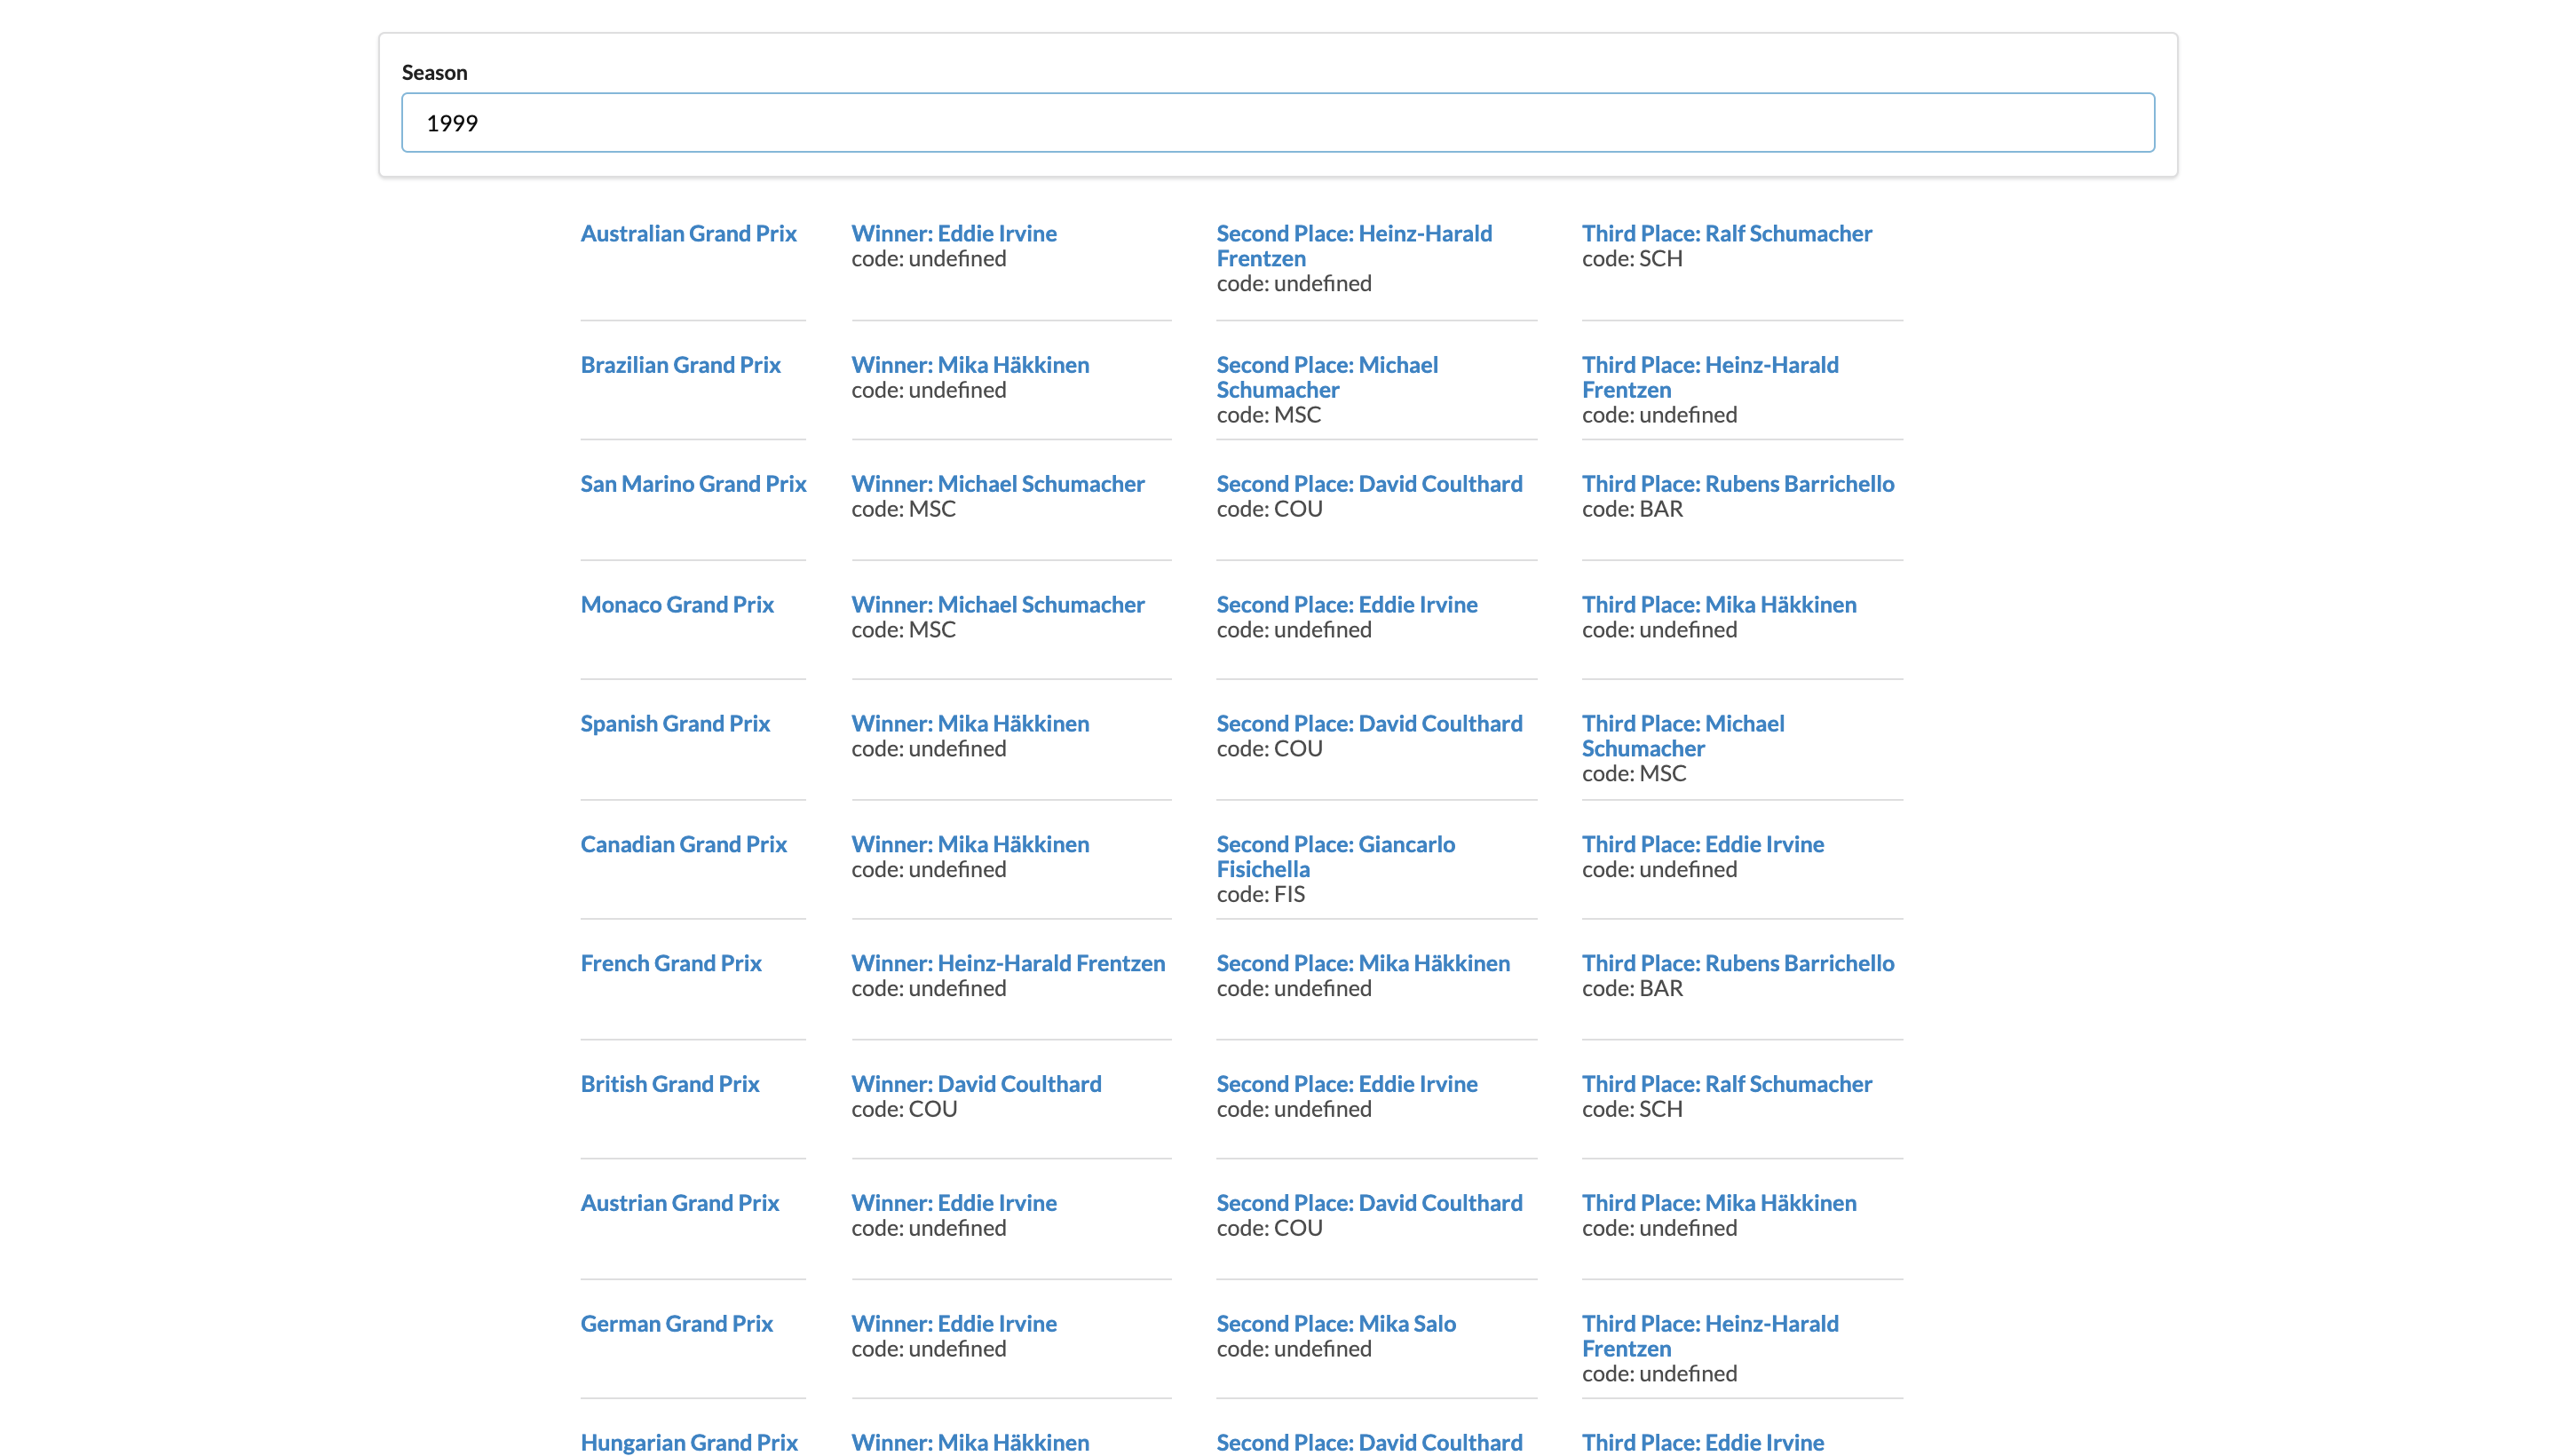 Season
1999
Australian Grand Prix
Winner: Eddie Irvine
code: undefined
Second Place: Heinz-Harald
Frentzen
code: undefined
Third Place: Ralf Schumacher
code: SCH
Brazilian Grand Prix
Winner: Mika Häkkinen
code: undefined
Second Place: Michael
Schumacher
code: MSC
Third Place: Heinz-Harald
Frentzen
code: undefined
San Marino Grand Prix
Winner: Michael Schumacher
code: MSC
Second Place: David Coulthard
code: COU
Third Place: Rubens Barrichello
code: BAR
Monaco Grand Prix
Winner: Michael Schumacher
code: MSC
Second Place: Eddie Irvine
code: undefined
Third Place: Mika Häkkinen
code: undefined
Spanish Grand Prix
Winner: Mika Häkkinen
code: undefined
Second Place: David Coulthard
code: COU
Third Place: Michael
Schumacher
code: MSC
Canadian Grand Prix
Winner: Mika Häkkinen
code: undefined
Second Place: Giancarlo
Fisichella
code: FIS
Third Place: Eddie Irvine
code: undefined
French Grand Prix
Winner: Heinz-Harald Frentzen
code: undefined
Second Place: Mika Häkkinen
code: undefined
Third Place: Rubens Barrichello
code: BAR
British Grand Prix
Winner: David Coulthard
code: COU
Second Place: Eddie Irvine
code: undefined
Third Place: Ralf Schumacher
code: SCH
Austrian Grand Prix
Winner: Eddie Irvine
code: undefined
Second Place: David Coulthard
code: COU
Third Place: Mika Häkkinen
code: undefined
German Grand Prix
Winner: Eddie Irvine
code: undefined
Second Place: Mika Salo
code: undefined
Third Place: Heinz-Harald
Frentzen
code: undefined
Hungarian Grand Prix
Winner: Mika Häkkinen
Second Place: David Coulthard
Third Place: Eddie Irvine